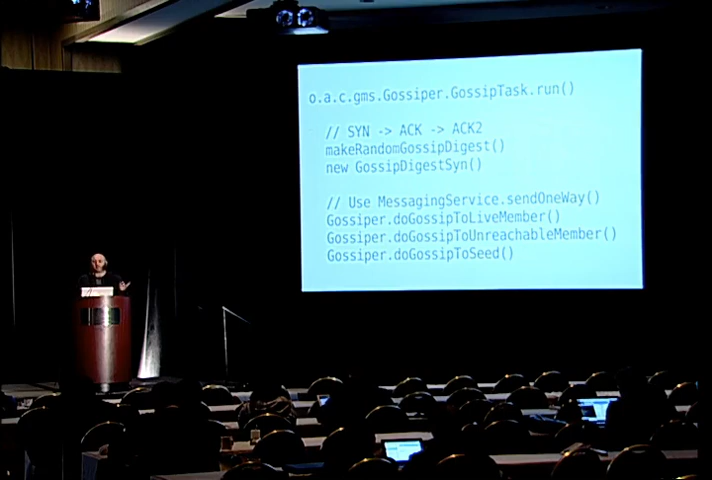 o.a.c.gms.Gossiper.GossipTask.run()
// SYN -> ACK -> ACK2
makeRandomGossipDigest()
new GossipDigestSyn()
// Use MessagingService.sendOneWay()
Gossiper.doGossipToLiveMember()
Gossiper.doGossipToUnreachableMember()
Gossiper.doGossipToSeed()